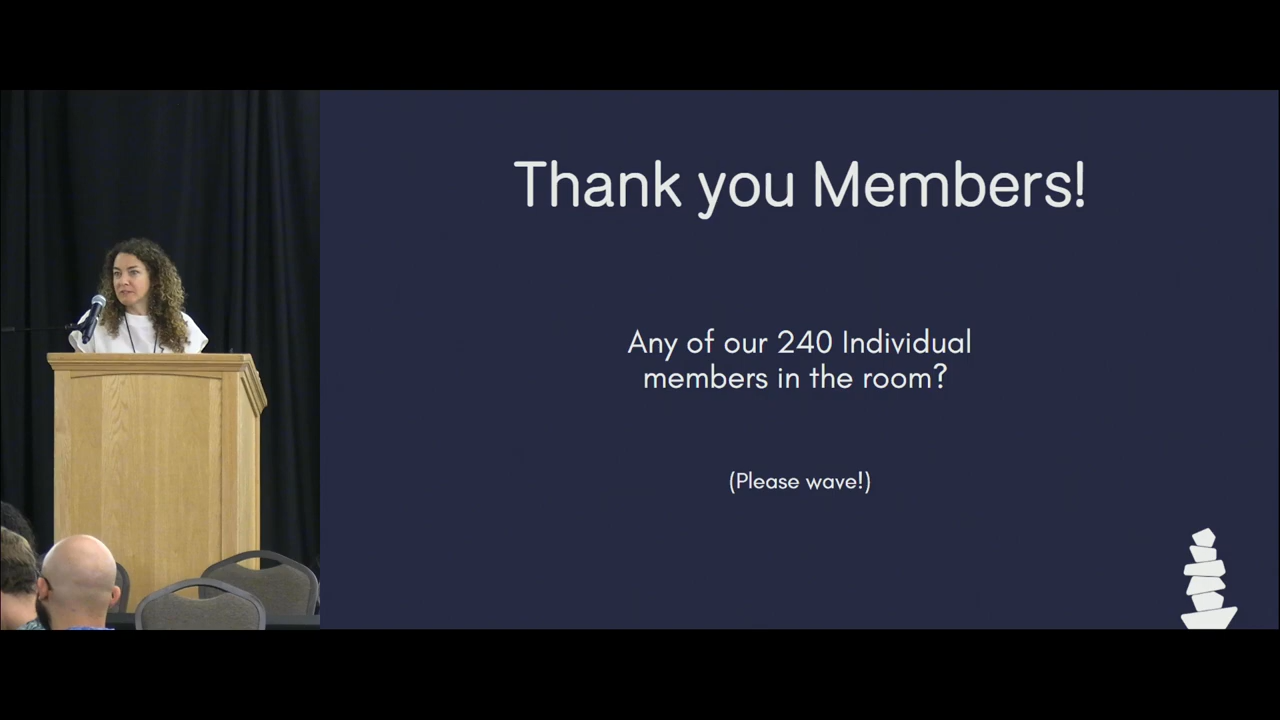 Thank you Members!
Any of our 240 Individual
members in the room?
(Please wave!)